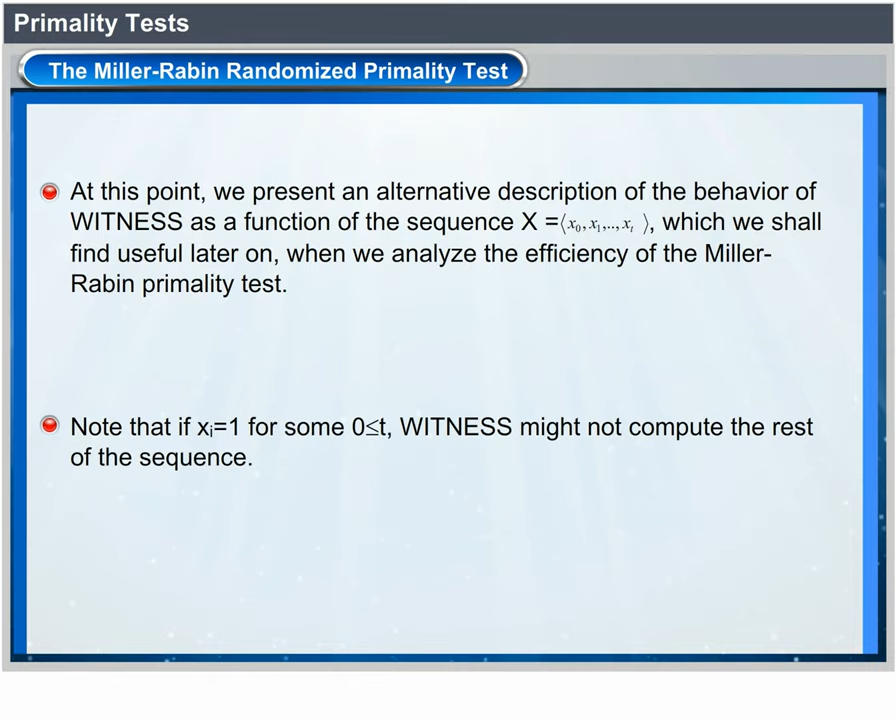 Primality Tests
The Miller-Rabin Randomized Primality Test
At this point, we present an alternative description of the behavior of
WITNESS as a function of the sequence X =⟨x₀,x₁,..,xₜ ⟩, which we shall
find useful later on, when we analyze the efficiency of the Miller-
Rabin primality test.
Note that if xᵢ=1 for some 0≤t, WITNESS might not compute the rest
of the sequence.